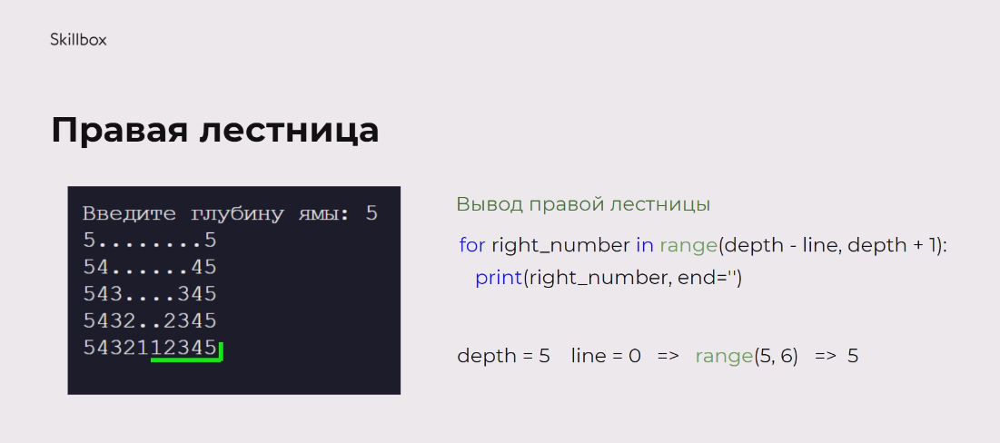 Skillbox
Правая лестница
Введите глубину ямы: 5
5........5
54......45
543....345
5432..2345
5432112345
Вывод правой лестницы
for right_number in range(depth - line, depth + 1):
print(right_number, end='')
depth = 5 line = 0 => range(5, 6) => 5